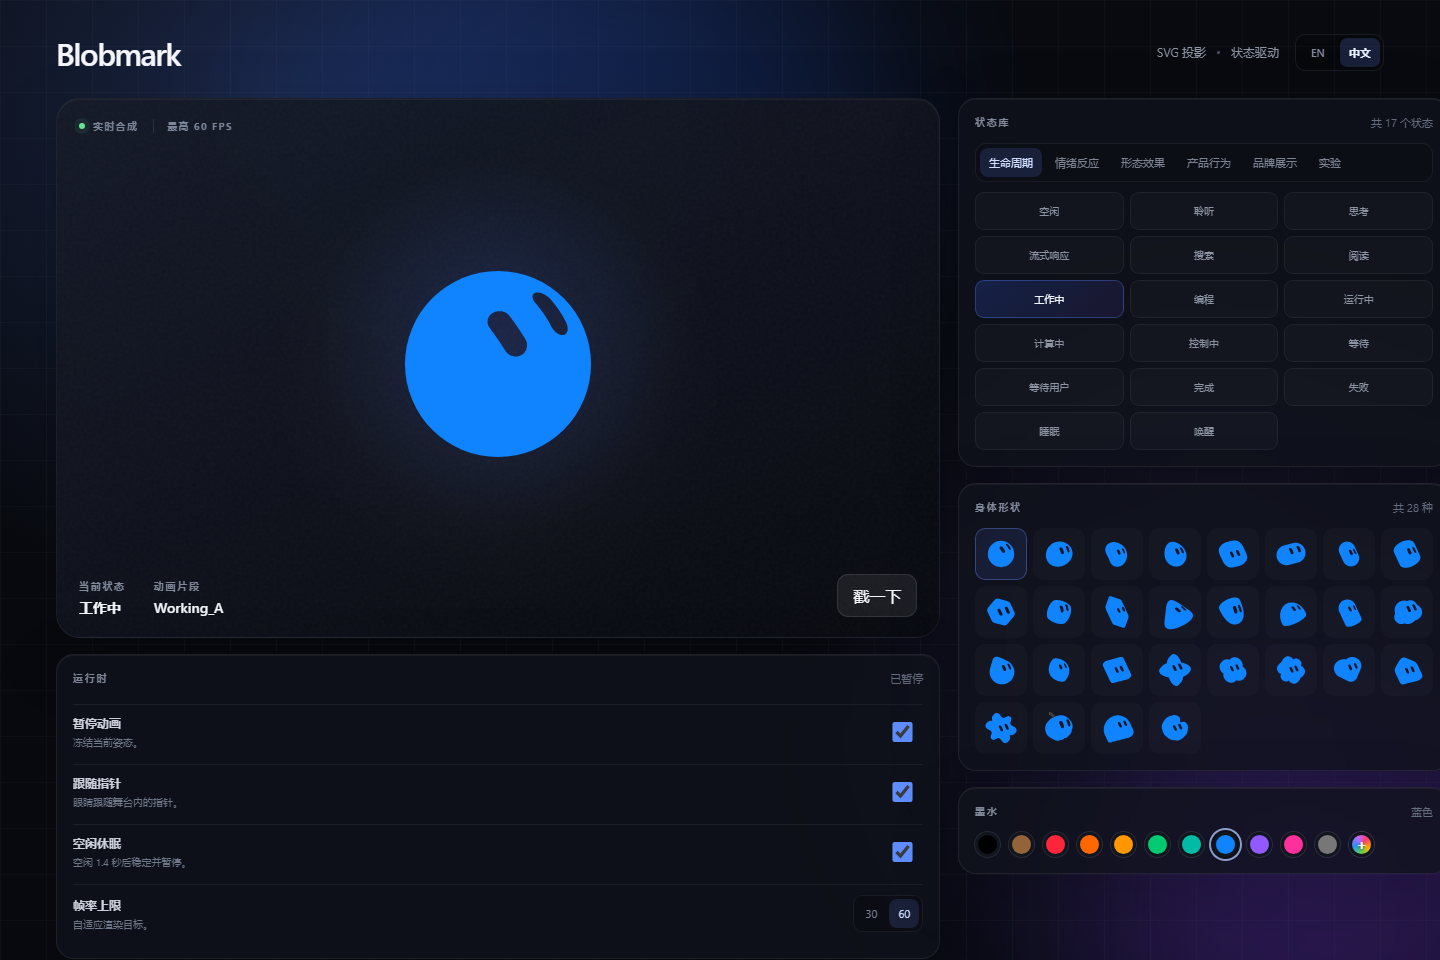 Blobmark
SVG 投影 • 状态驱动
EN 中文
实时合成 最高 60 FPS
当前状态 动画片段
工作中 Working_A
戳一下
运行时 已暂停
暂停动画
冻结当前姿态。
跟随指针
眼睛跟随舞台内的指针。
空闲休眠
空闲 1.4 秒后稳定并暂停。
帧率上限
自适应渲染目标。
30 60
状态库 共 17 个状态
生命周期 情绪反应 形态效果 产品行为 品牌展示 实验
空闲 聆听 思考
流式响应 搜索 阅读
工作中 编程 运行中
计算中 控制中 等待
等待用户 完成 失败
睡眠 唤醒
身体形状 共 28 种
墨水 蓝色